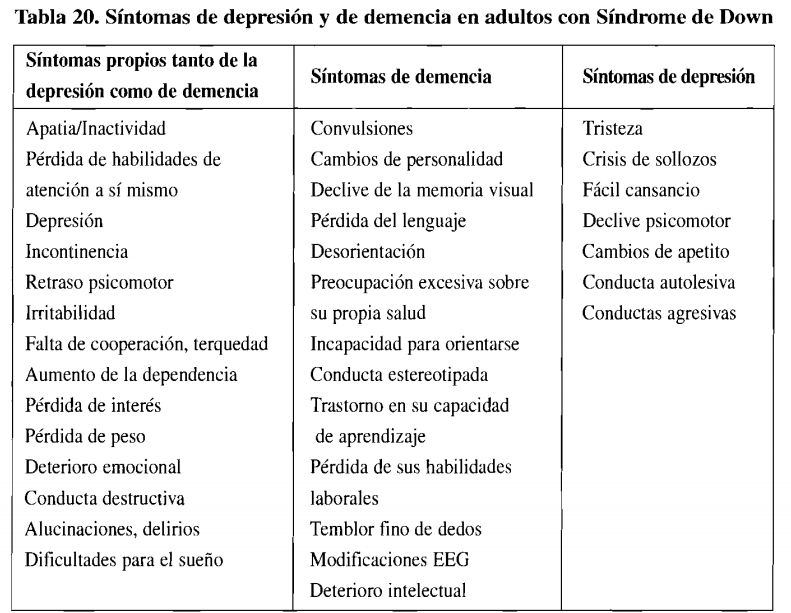 Tabla 20. Síntomas de depresión y de demencia en adultos con Síndrome de Down
Síntomas propios tanto de la
depresión como de demencia
Síntomas de demencia
Síntomas de depresión
Apatia/Inactividad
Pérdida de habilidades de
atención a sí mismo
Depresión
Incontinencia
Retraso psicomotor
Irritabilidad
Falta de cooperación, terquedad
Aumento de la dependencia
Pérdida de interés
Pérdida de peso
Deterioro emocional
Conducta destructiva
Alucinaciones, delirios
Dificultades para el sueño
Convulsiones
Cambios de personalidad
Declive de la memoria visual
Pérdida del lenguaje
Desorientación
Preocupación excesiva sobre
su propia salud
Incapacidad para orientarse
Conducta estereotipada
Trastorno en su capacidad
de aprendizaje
Pérdida de sus habilidades
laborales
Temblor fino de dedos
Modificaciones EEG
Deterioro intelectual
Tristeza
Crisis de sollozos
Fácil cansancio
Declive psicomotor
Cambios de apetito
Conducta autolesiva
Conductas agresivas